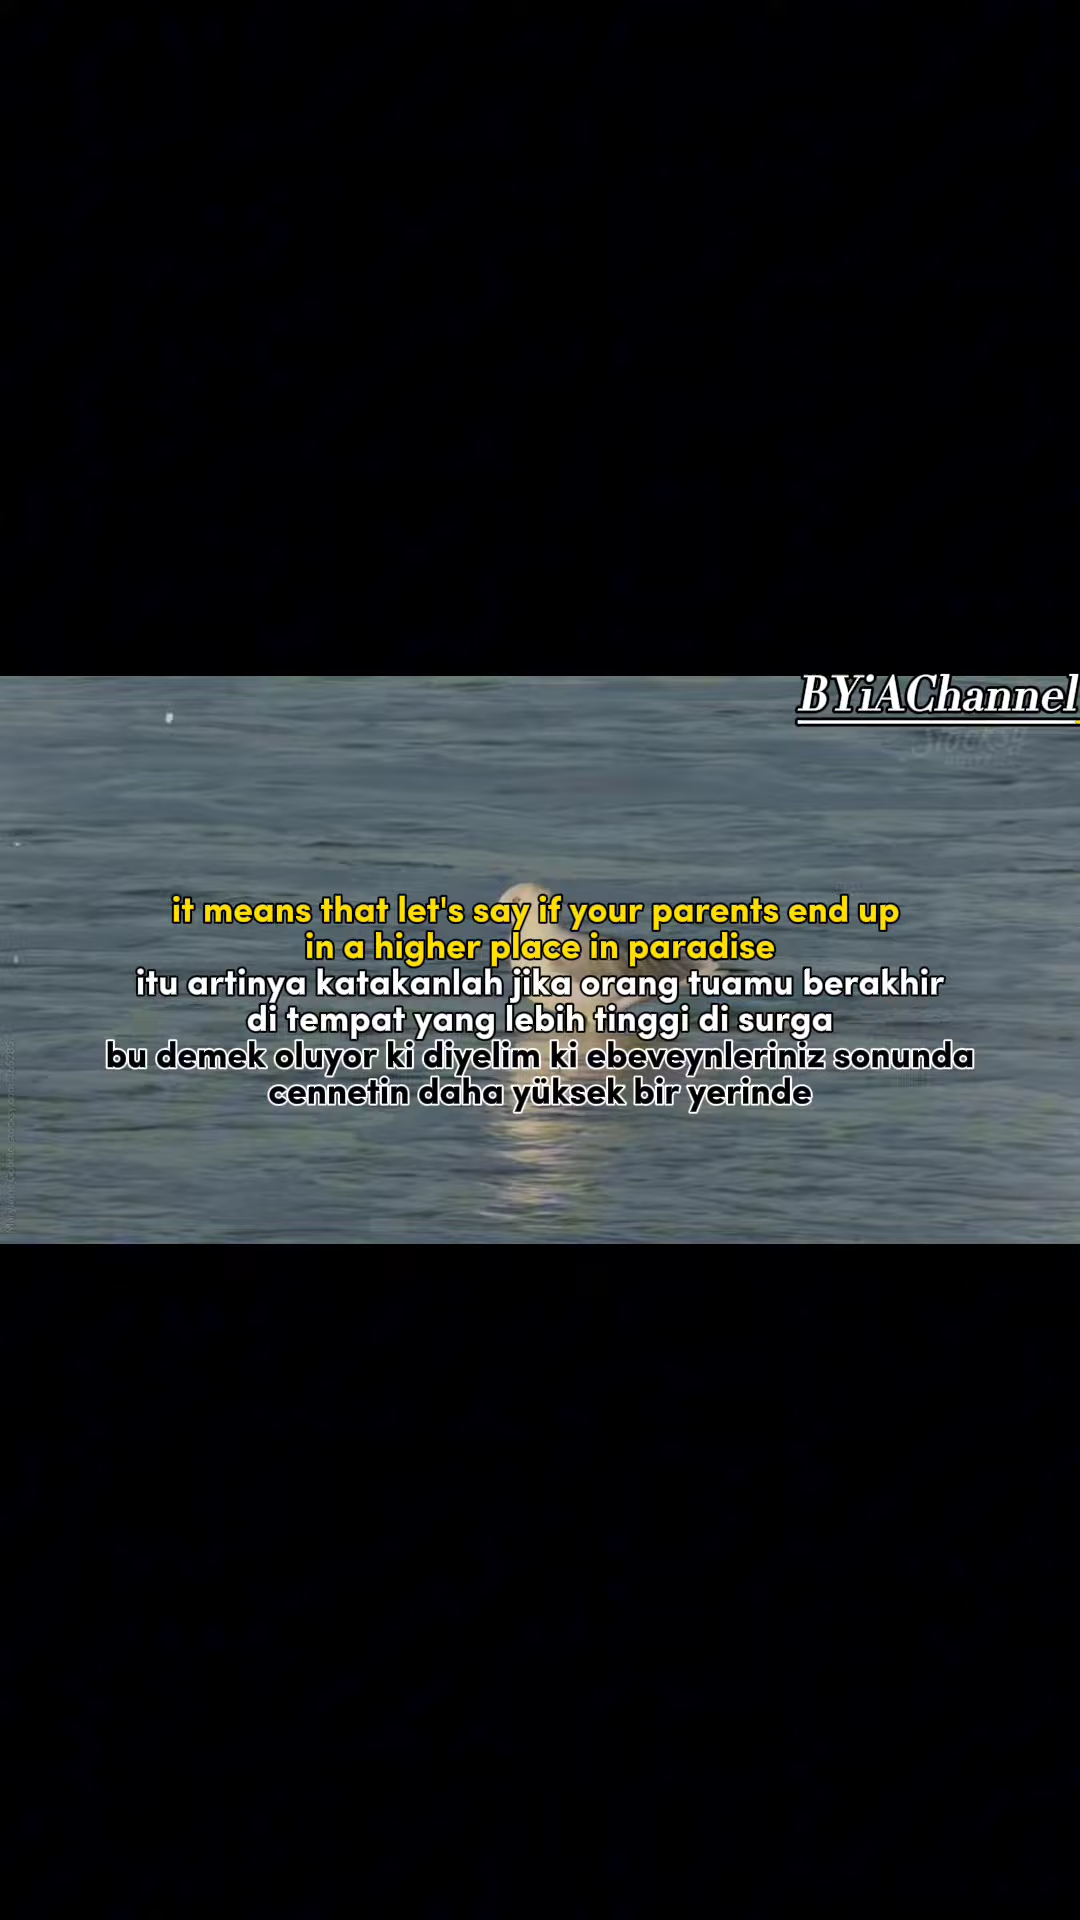 BYiAChannel
Stocksy
it means that let's say if your parents end up
in a higher place in paradise
itu artinya katakanlah jika orang tuamu berakhir
di tempat yang lebih tinggi di surga
bu demek oluyor ki diyelim ki ebeveynleriniz sonunda
cennetin daha yüksek bir yerinde